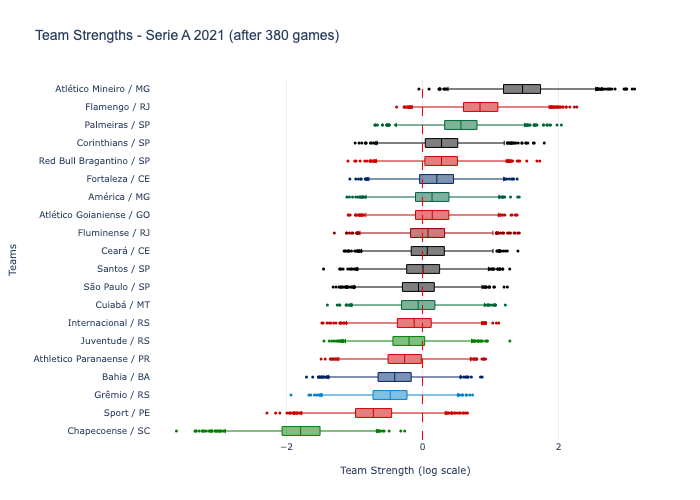 Team Strengths - Serie A 2021 (after 380 games)
Atlético Mineiro / MG
Flamengo / RJ
Palmeiras / SP
Corinthians / SP
Red Bull Bragantino / SP
Fortaleza / CE
América / MG
Atlético Goianiense / GO
Fluminense / RJ
Ceará / CE
Santos / SP
São Paulo / SP
Cuiabá / MT
Internacional / RS
Juventude / RS
Athletico Paranaense / PR
Bahia / BA
Grêmio / RS
Sport / PE
Chapecoense / SC
Teams
−2 0 2
Team Strength (log scale)